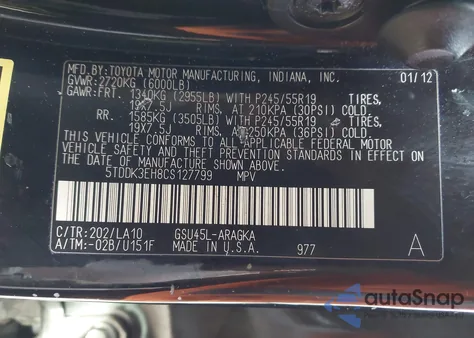 MFD.BY: TOYOTA MOTOR MANUFACTURING, INDIANA, INC. 01/12
GVWR: 2720KG (6000LB)
GAWR: FRT. 1340KG (2955LB) WITH P245/55R19 TIRES,
19X7.5J RIMS, AT 210KPA (30PSI) COLD
RR. 1585KG (3505LB) WITH P245/55R19 TIRES,
19X7.5J RIMS, AT 250KPA (36PSI) COLD.
THIS VEHICLE CONFORMS TO ALL APPLICABLE FEDERAL MOTOR
VEHICLE SAFETY AND THEFT PREVENTION STANDARDS IN
EFFECT ON THE DATE OF MANUFACTURE SHOWN ABOVE.
5TDDK3EH8CS127799 MPV
C/TR: 202/LA10 GSU45L-ARAGKA
A/TM: -02B/U151F MADE IN U.S.A. 977 A
autoSnap